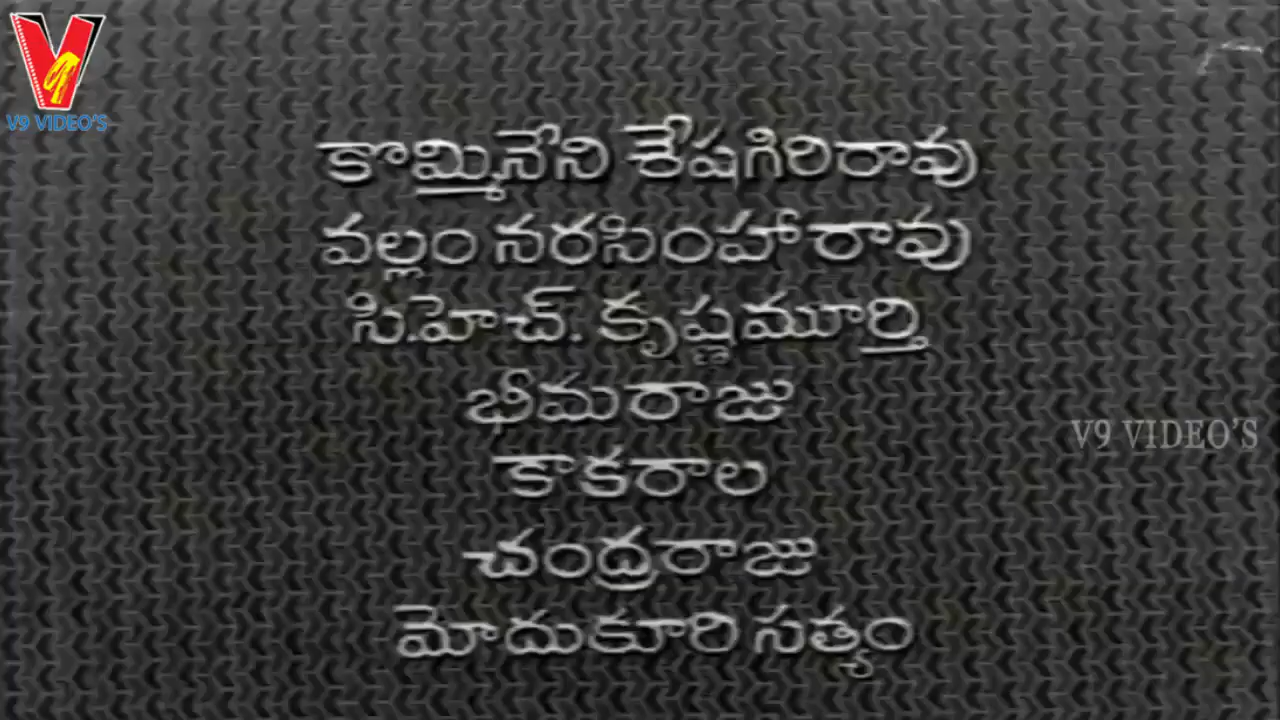 V9 VIDEO'S
కొమ్మినేని శేషగిరిరావు
వల్లం నరసింహారావు
సి.హెచ్. కృష్ణమూర్తి
భీమరాజు
V9 VIDEO'S
కాకరాల
చంద్రరాజు
మోదుకూరి సత్యం